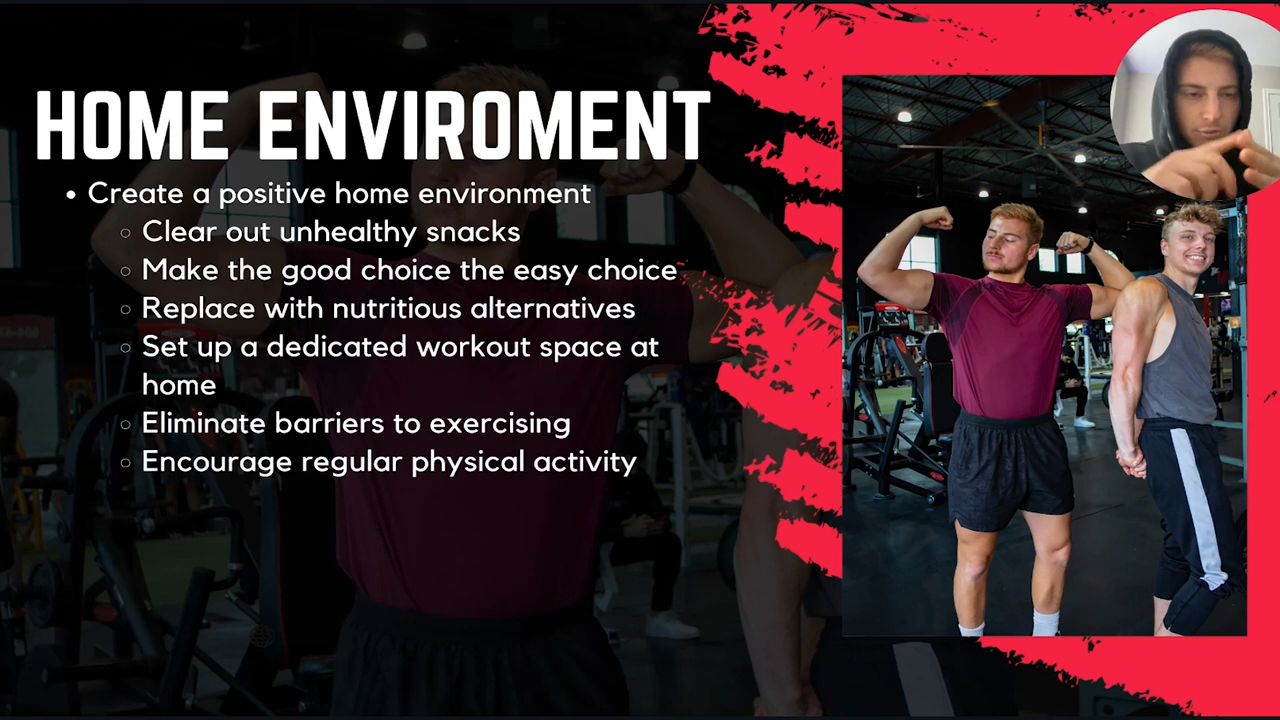 HOME ENVIROMENT
• Create a positive home environment
○ Clear out unhealthy snacks
○ Make the good choice the easy choice
○ Replace with nutritious alternatives
○ Set up a dedicated workout space at
home
○ Eliminate barriers to exercising
○ Encourage regular physical activity